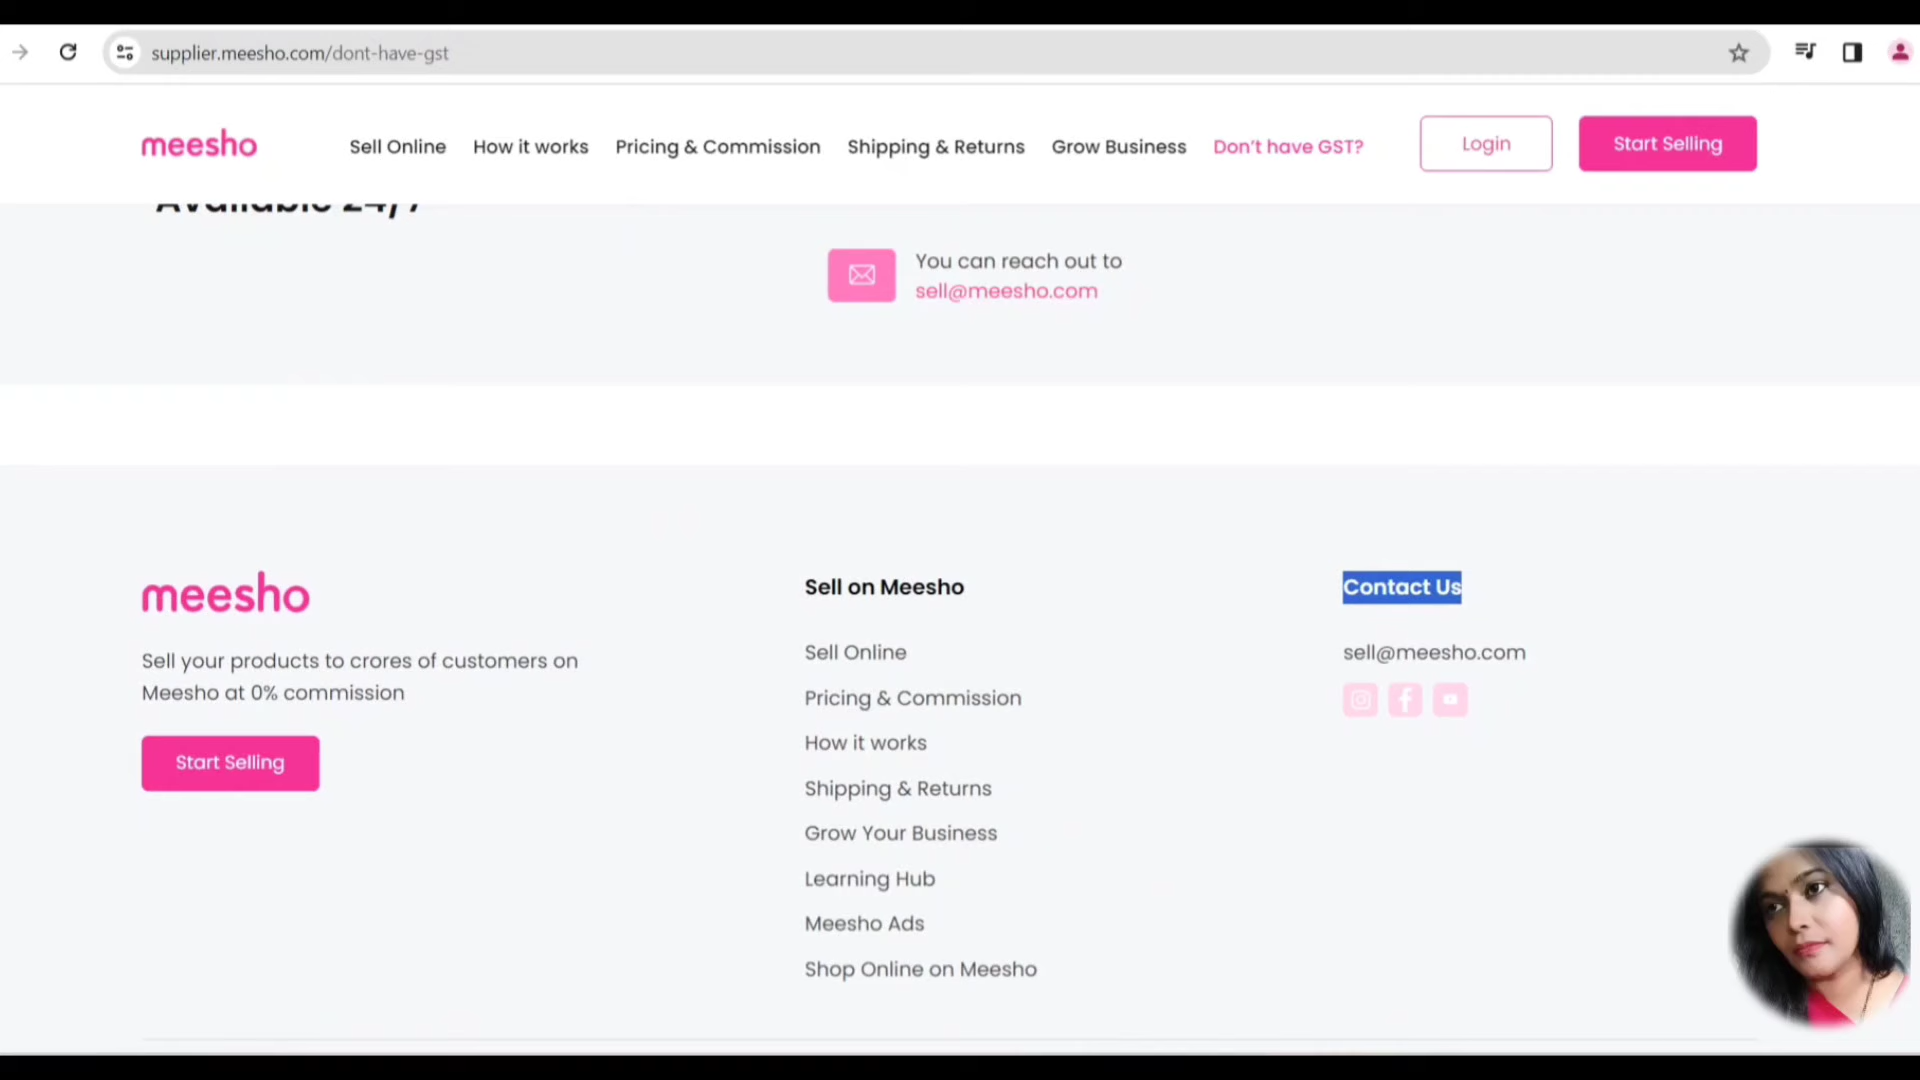 supplier.meesho.com/dont-have-gst
meesho
Sell Online
How it works
Pricing & Commission
Shipping & Returns
Grow Business
Don't have GST?
Login
Start Selling
Available 24/7
You can reach out to
sell@meesho.com
meesho
Sell your products to crores of customers on
Meesho at 0% commission
Start Selling
Sell on Meesho
Sell Online
Pricing & Commission
How it works
Shipping & Returns
Grow Your Business
Learning Hub
Meesho Ads
Shop Online on Meesho
Contact Us
sell@meesho.com